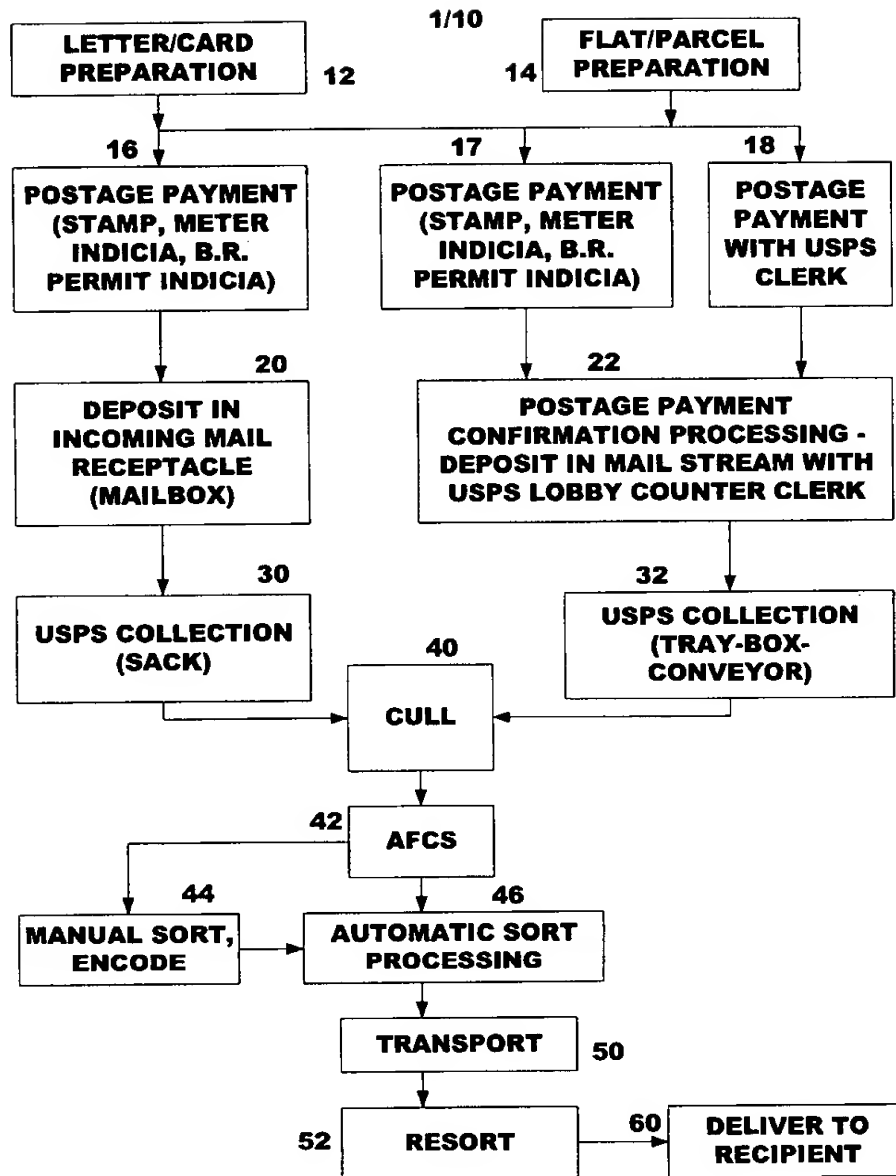 1/10
LETTER/CARD
PREPARATION
12
FLAT/PARCEL
PREPARATION
14
16
POSTAGE PAYMENT
(STAMP, METER
INDICIA, B.R.
PERMIT INDICIA)
17
POSTAGE PAYMENT
(STAMP, METER
INDICIA, B.R.
PERMIT INDICIA)
18
POSTAGE
PAYMENT
WITH USPS
CLERK
20
DEPOSIT IN
INCOMING MAIL
RECEPTACLE
(MAILBOX)
22
POSTAGE PAYMENT
CONFIRMATION PROCESSING -
DEPOSIT IN MAIL STREAM WITH
USPS LOBBY COUNTER CLERK
30
USPS COLLECTION
(SACK)
32
USPS COLLECTION
(TRAY-BOX-
CONVEYOR)
40
CULL
42
AFCS
44
MANUAL SORT,
ENCODE
46
AUTOMATIC SORT
PROCESSING
TRANSPORT
50
52
RESORT
60
DELIVER TO
RECIPIENT